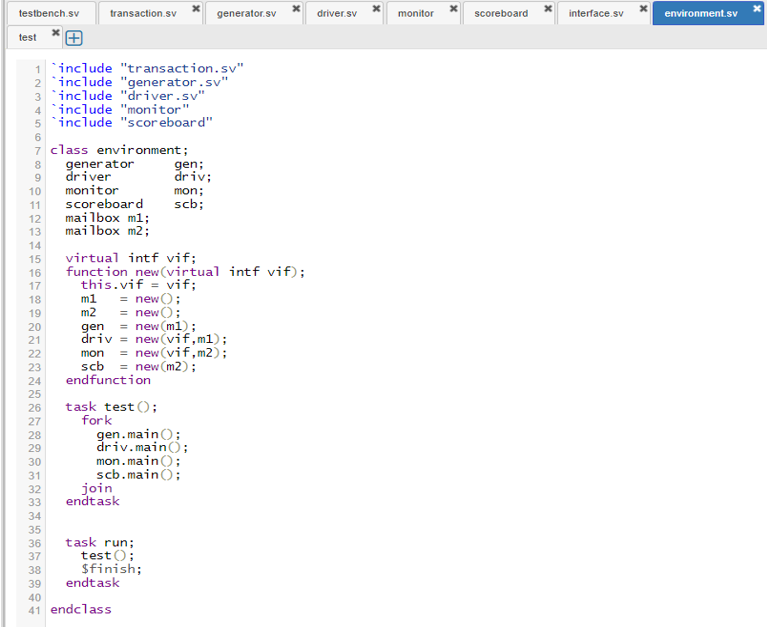 testbench.sv transaction.sv generator.sv driver.sv monitor scoreboard interface.sv environment.sv
test
1 `include "transaction.sv"
2 `include "generator.sv"
3 `include "driver.sv"
4 `include "monitor"
5 `include "scoreboard"
6
7 class environment;
8 generator gen;
9 driver driv;
10 monitor mon;
11 scoreboard scb;
12 mailbox m1;
13 mailbox m2;
14
15 virtual intf vif;
16 function new(virtual intf vif);
17 this.vif = vif;
18 m1 = new();
19 m2 = new();
20 gen = new(m1);
21 driv = new(vif,m1);
22 mon = new(vif,m2);
23 scb = new(m2);
24 endfunction
25
26 task test();
27 fork
28 gen.main();
29 driv.main();
30 mon.main();
31 scb.main();
32 join
33 endtask
34
35
36 task run;
37 test();
38 $finish;
39 endtask
40
41 endclass